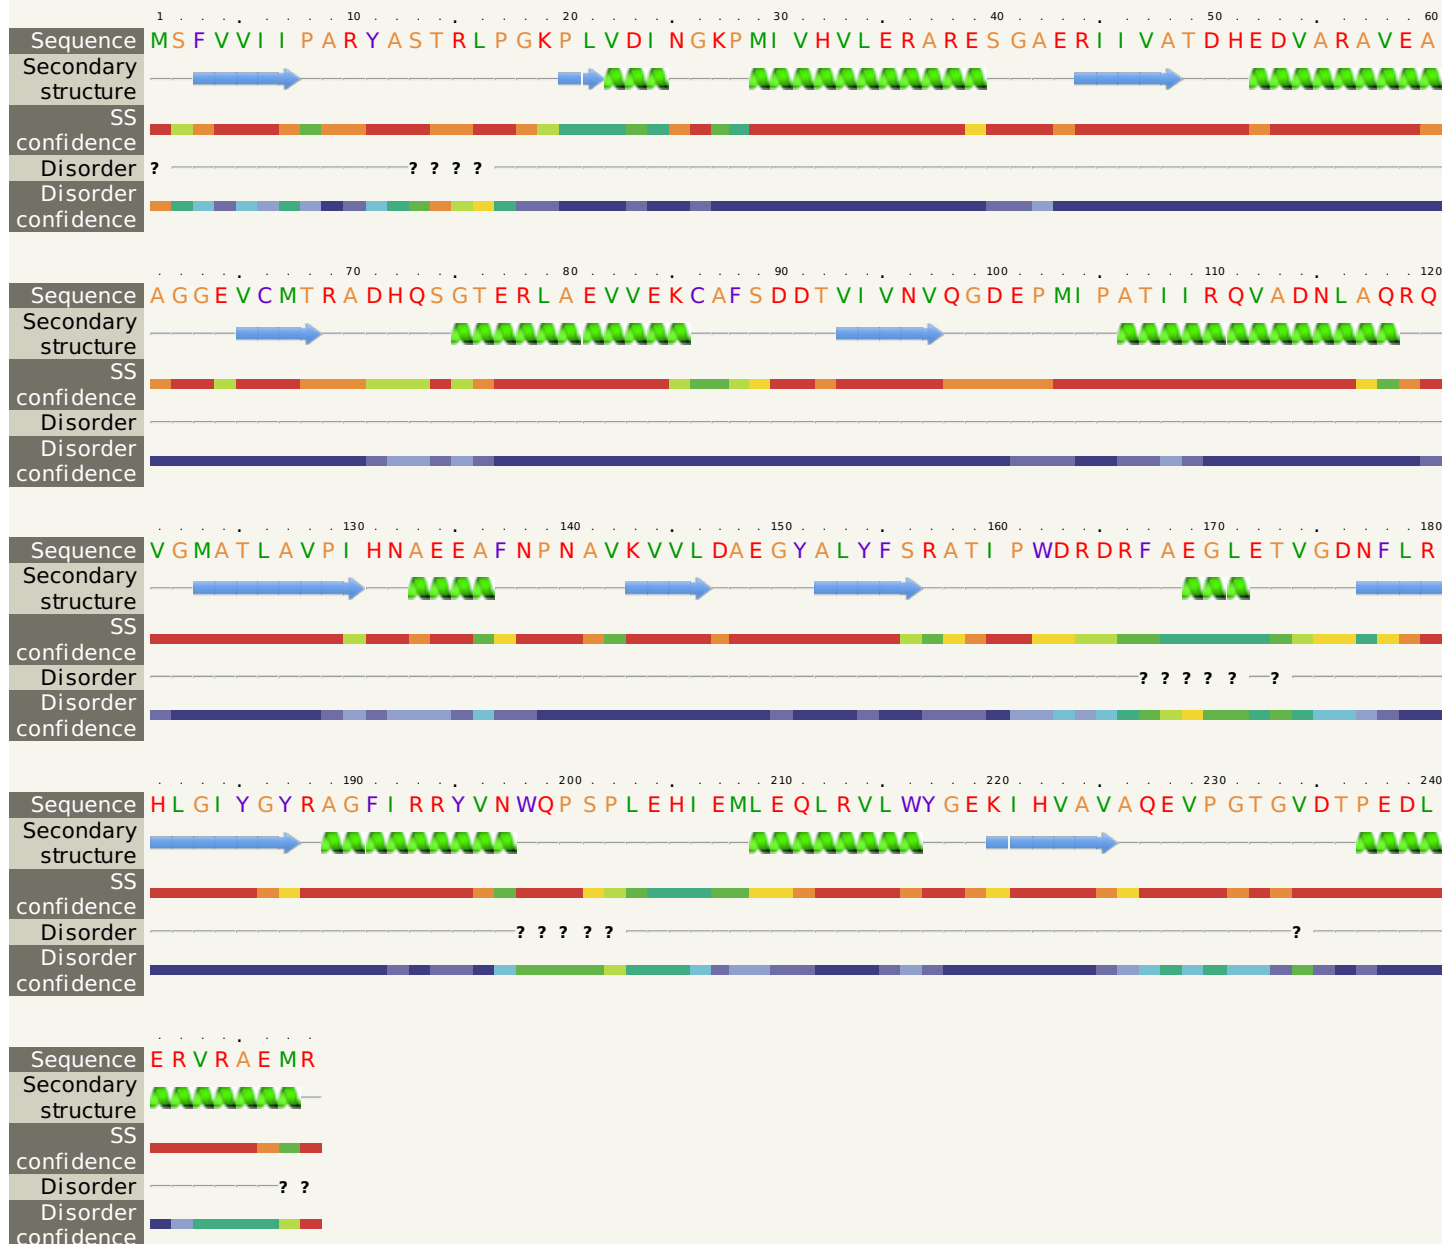 1 10 20 30 40 50 60
Sequence MSFVVIIPARYASTRLPGKPLVDINGKPMIVHVLERARESGAERIIVATDHEDVARAVEA
Secondary
structure
SS
confidence
Disorder ? ? ? ? ?
Disorder
confidence
70 80 90 100 110 120
Sequence AGGEVCMTRADHQSGTERLAEVVEKCAFSDDTVIVNVQGDEPMIPATIIRQVADNLAQRQ
Secondary
structure
SS
confidence
Disorder
Disorder
confidence
130 140 150 160 170 180
Sequence VGMATLAVPIHNAEEAFNPNAVKVVLDAEGYALYFSRATIPWDRDRFAEGLETVGDNFLR
Secondary
structure
SS
confidence
Disorder ? ? ? ? ? ?
Disorder
confidence
190 200 210 220 230 240
Sequence HLGIYGYRAGFIRRYVNWQPSPLEHIEMLEQLRVLWYGEKIHVAVAQEVPGTGVDTPEDL
Secondary
structure
SS
confidence
Disorder ? ? ? ? ? ?
Disorder
confidence
Sequence ERVRAEMR
Secondary
structure
SS
confidence
Disorder ? ?
Disorder
confidence